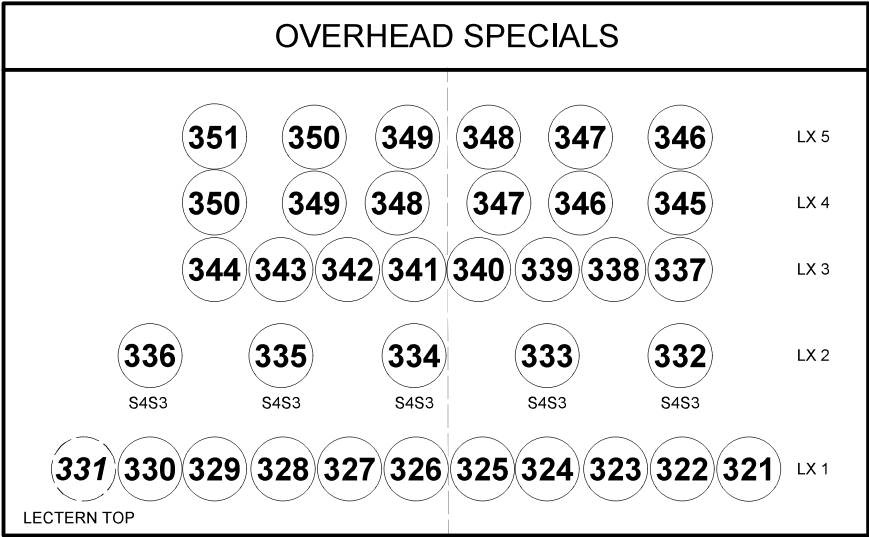 OVERHEAD SPECIALS
351 350 349 348 347 346 LX 5
350 349 348 347 346 345 LX 4
344 343 342 341 340 339 338 337 LX 3
336 335 334 333 332 LX 2
S4S3 S4S3 S4S3 S4S3 S4S3
331 330 329 328 327 326 325 324 323 322 321 LX 1
LECTERN TOP